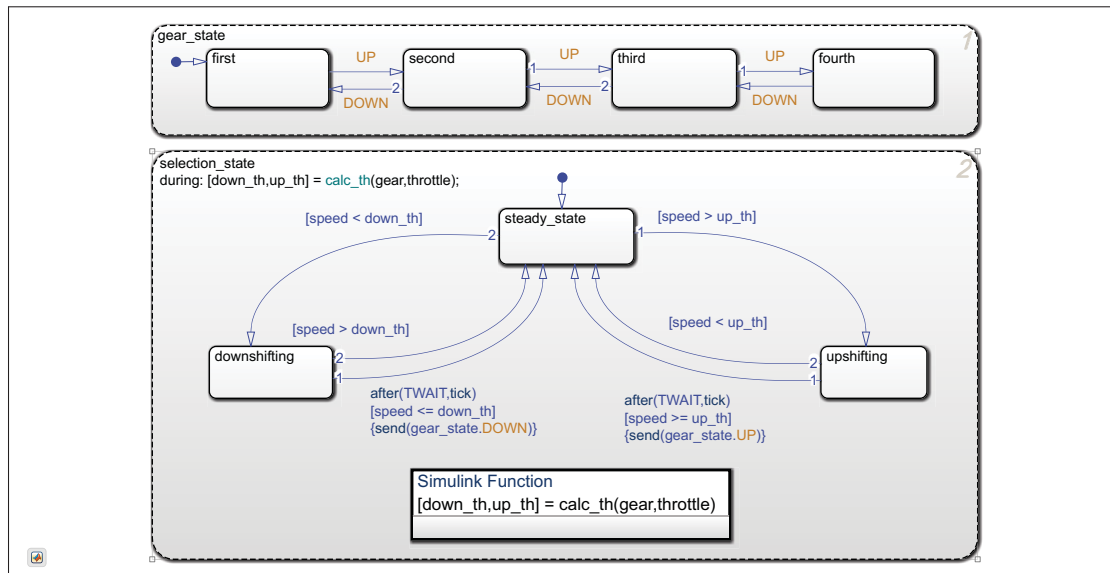 gear_state
1
first
UP
second
UP
third
UP
fourth
1
1
2
2
DOWN
DOWN
DOWN
selection_state
2
during: [down_th,up_th] = calc_th(gear,throttle);
[speed < down_th]
steady_state
[speed > up_th]
2
1
[speed > down_th]
[speed < up_th]
downshifting
2
1
upshifting
2
1
after(TWAIT,tick)
[speed <= down_th]
{send(gear_state.DOWN)}
after(TWAIT,tick)
[speed >= up_th]
{send(gear_state.UP)}
Simulink Function
[down_th,up_th] = calc_th(gear,throttle)